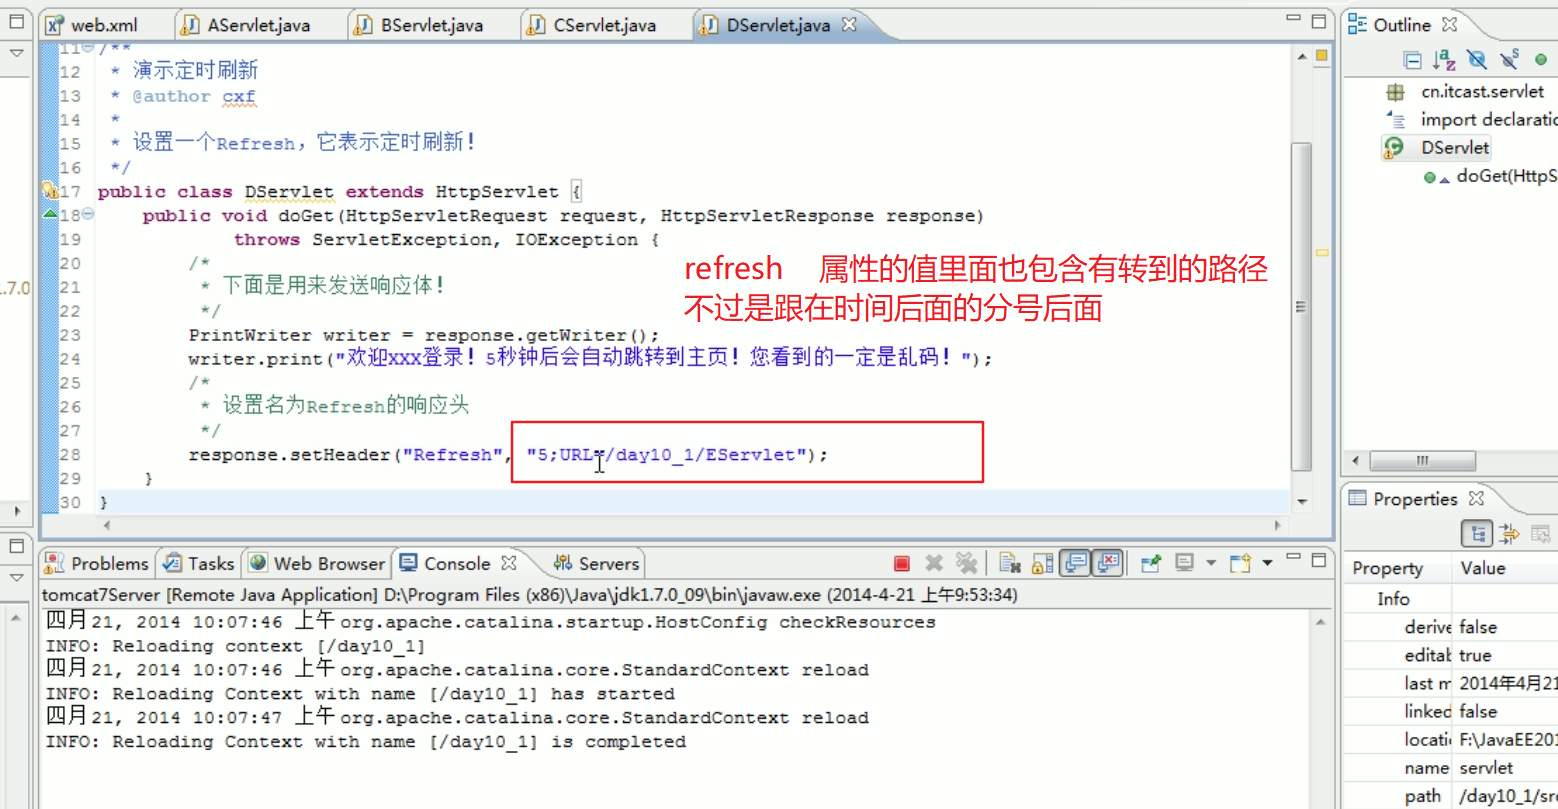 web.xml
AServlet.java
BServlet.java
CServlet.java
DServlet.java
11 /**
12 * 演示定时刷新
13 * @author cxf
14 *
15 * 设置一个Refresh，它表示定时刷新！
16 */
17 public class DServlet extends HttpServlet {
18 public void doGet(HttpServletRequest request, HttpServletResponse response)
19 throws ServletException, IOException {
20 /*
21 * 下面是用来发送响应体！
22 */
23 PrintWriter writer = response.getWriter();
24 writer.print("欢迎XXX登录！5秒钟后会自动跳转到主页！您看到的一定是乱码！");
25 /*
26 * 设置名为Refresh的响应头
27 */
28 response.setHeader("Refresh", "5;URL=/day10_1/EServlet");
29 }
30 }
refresh 属性的值里面也包含有转到的路径
不过是跟在时间后面的分号后面
1.7.0
Outline
cn.itcast.servlet
import declaratio
DServlet
doGet(HttpS
Problems
Tasks
Web Browser
Console
Servers
tomcat7Server [Remote Java Application] D:\Program Files (x86)\Java\jdk1.7.0_09\bin\javaw.exe (2014-4-21 上午9:53:34)
四月 21, 2014 10:07:46 上午 org.apache.catalina.startup.HostConfig checkResources
INFO: Reloading context [/day10_1]
四月 21, 2014 10:07:46 上午 org.apache.catalina.core.StandardContext reload
INFO: Reloading Context with name [/day10_1] has started
四月 21, 2014 10:07:47 上午 org.apache.catalina.core.StandardContext reload
INFO: Reloading Context with name [/day10_1] is completed
Properties
Property Value
Info
derive false
editab true
last m 2014年4月21
linked false
locati F:\JavaEE201
name servlet
path /day10_1/src